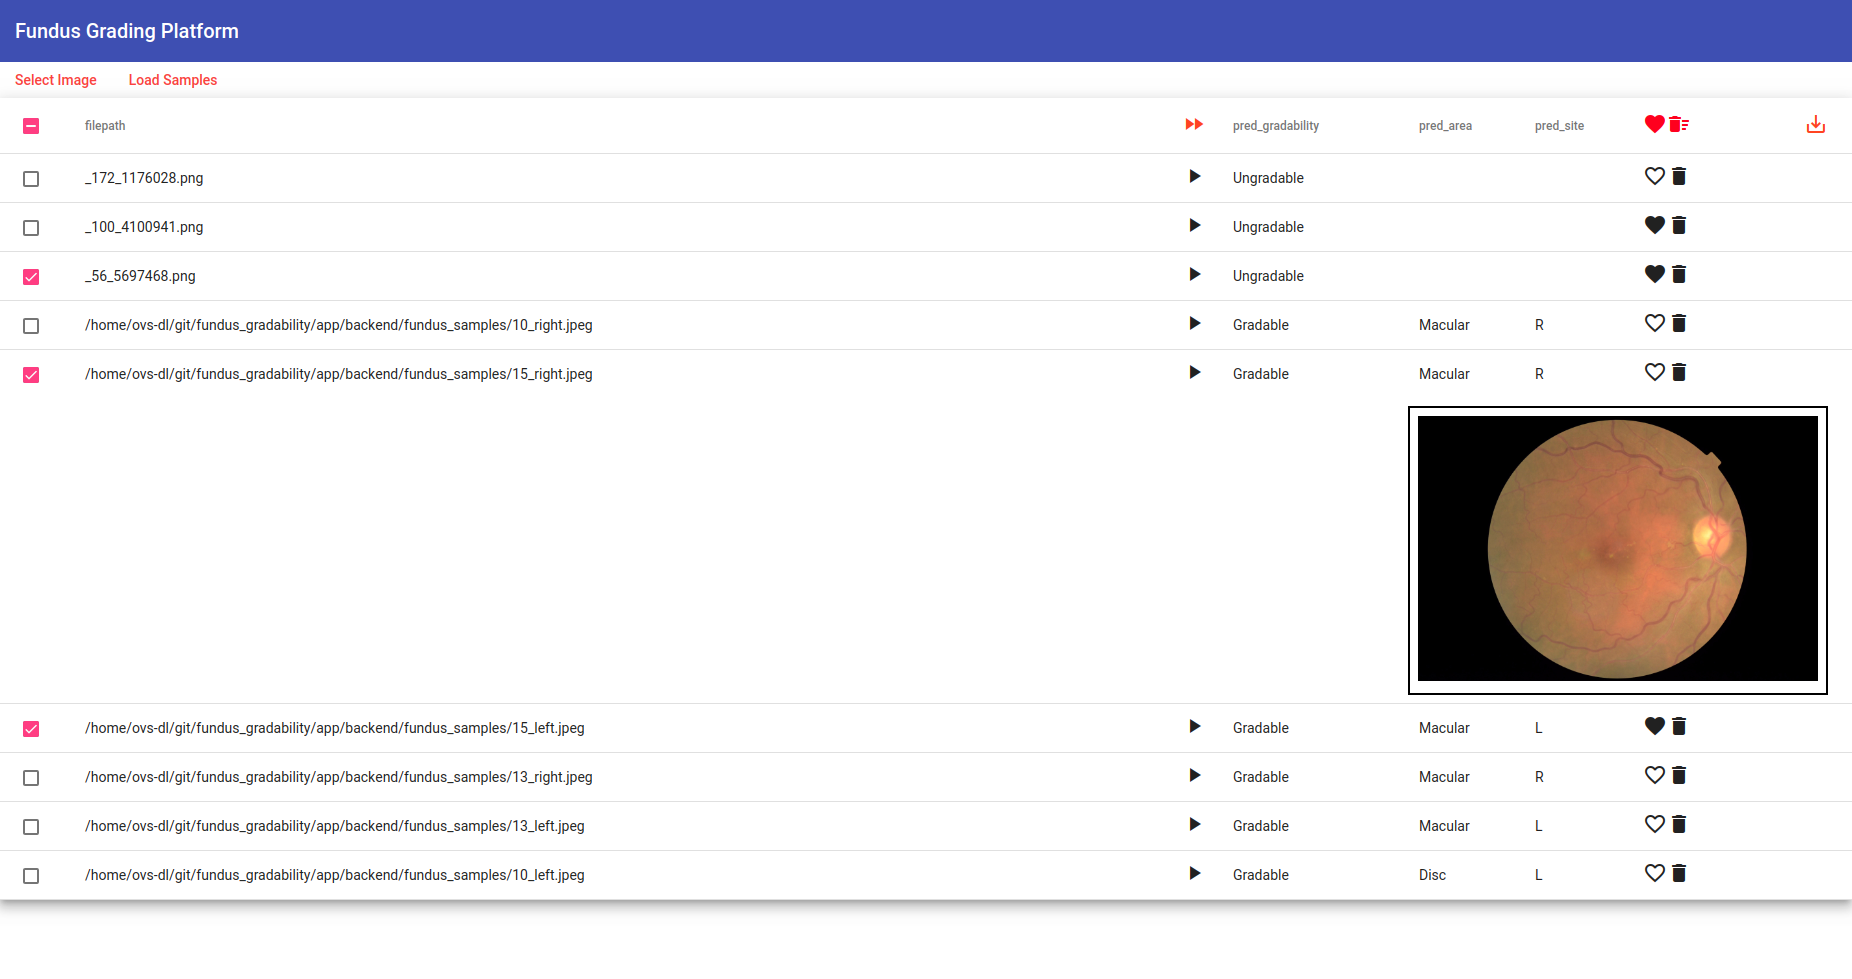 Fundus Grading Platform
Select Image Load Samples
filepath pred_gradability pred_area pred_site
_172_1176028.png Ungradable
_100_4100941.png Ungradable
_56_5697468.png Ungradable
/home/ovs-dl/git/fundus_gradability/app/backend/fundus_samples/10_right.jpeg Gradable Macular R
/home/ovs-dl/git/fundus_gradability/app/backend/fundus_samples/15_right.jpeg Gradable Macular R
/home/ovs-dl/git/fundus_gradability/app/backend/fundus_samples/15_left.jpeg Gradable Macular L
/home/ovs-dl/git/fundus_gradability/app/backend/fundus_samples/13_right.jpeg Gradable Macular R
/home/ovs-dl/git/fundus_gradability/app/backend/fundus_samples/13_left.jpeg Gradable Macular L
/home/ovs-dl/git/fundus_gradability/app/backend/fundus_samples/10_left.jpeg Gradable Disc L